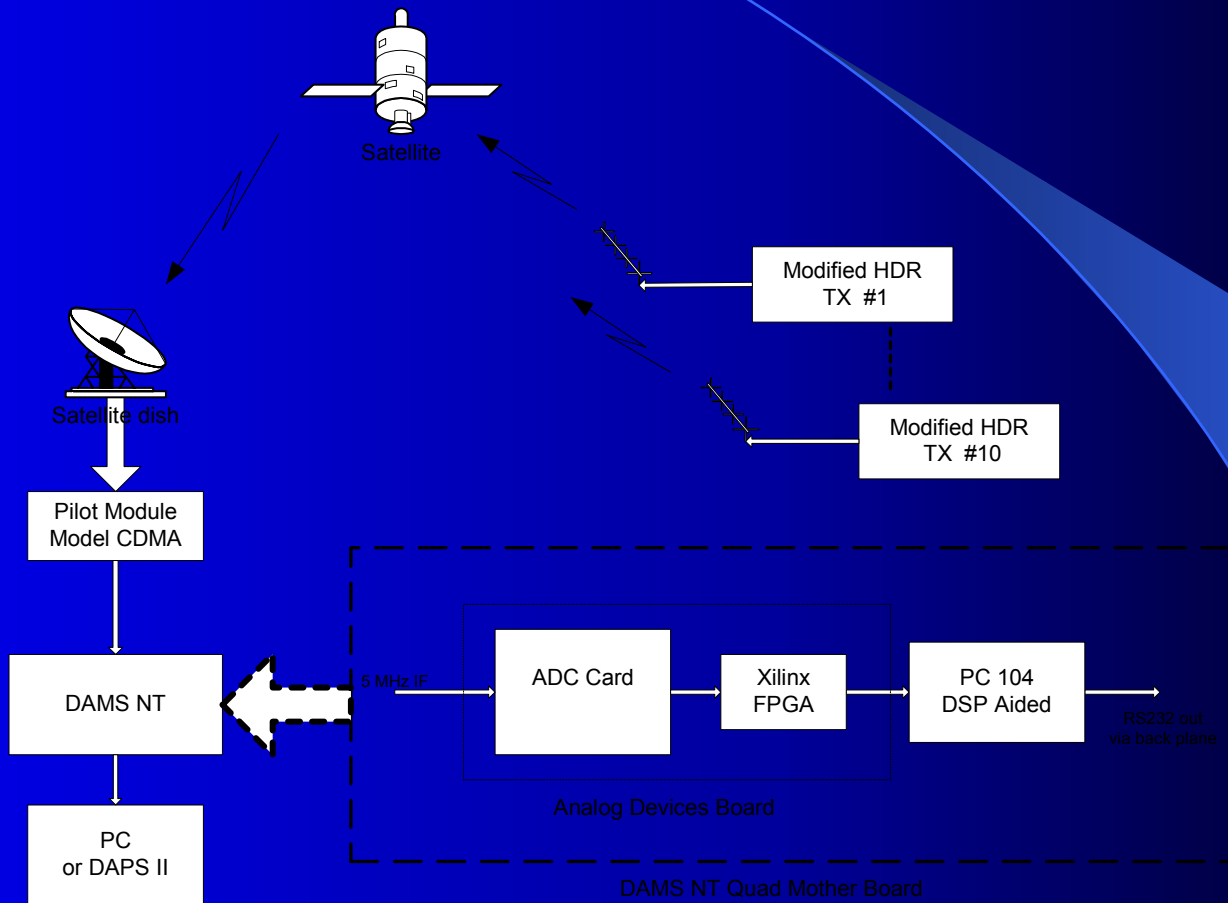 Satellite
Modified HDR
TX #1
Satellite dish
Modified HDR
TX #10
Pilot Module
Model CDMA
DAMS NT
5 MHz IF
ADC Card
Xilinx
FPGA
PC 104
DSP Aided
RS232 out
via back plane
Analog Devices Board
PC
or DAPS II
DAMS NT Quad Mother Board